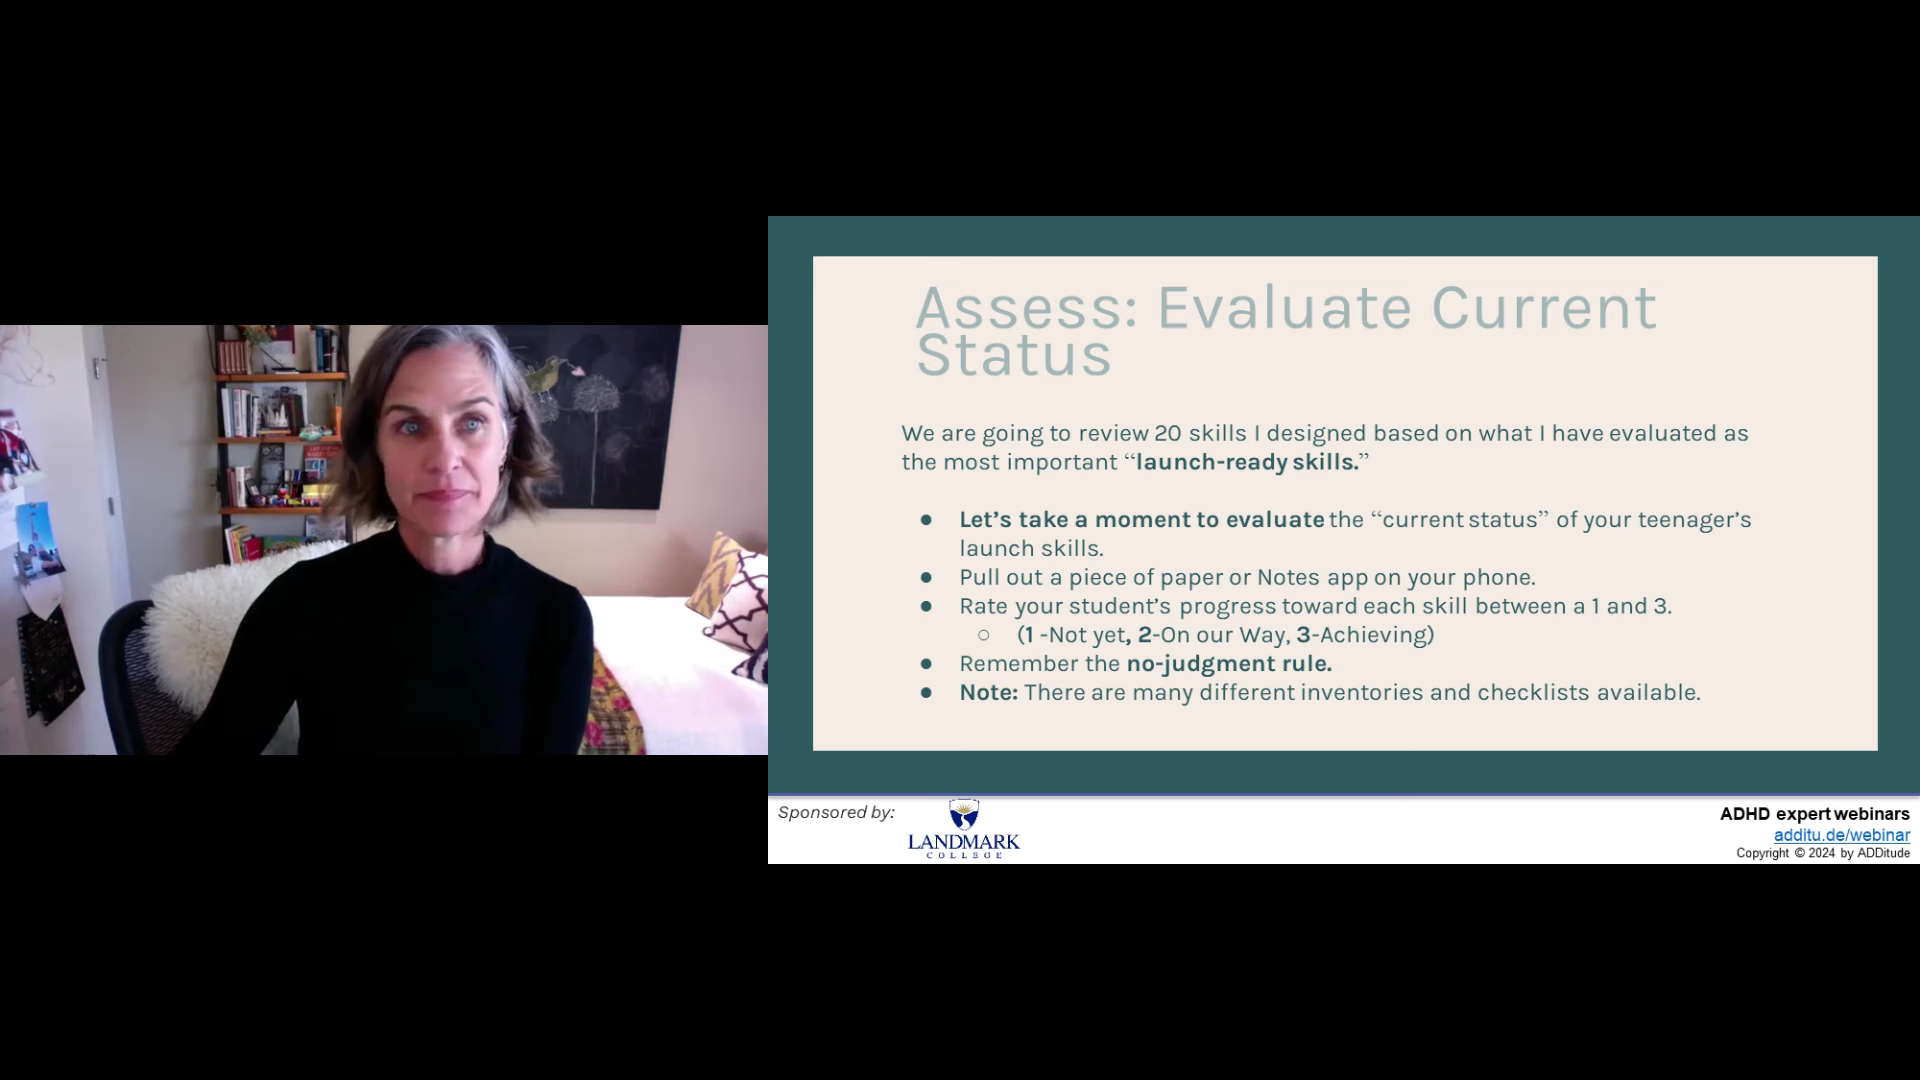 Assess: Evaluate Current
Status
We are going to review 20 skills I designed based on what I have evaluated as
the most important “launch-ready skills.”
● Let’s take a moment to evaluate the “current status” of your teenager’s
launch skills.
● Pull out a piece of paper or Notes app on your phone.
● Rate your student’s progress toward each skill between a 1 and 3.
○ (1 -Not yet, 2-On our Way, 3-Achieving)
● Remember the no-judgment rule.
● Note: There are many different inventories and checklists available.
Sponsored by:
LANDMARK
COLLEGE
ADHD expert webinars
additu.de/webinar
Copyright © 2024 by ADDitude